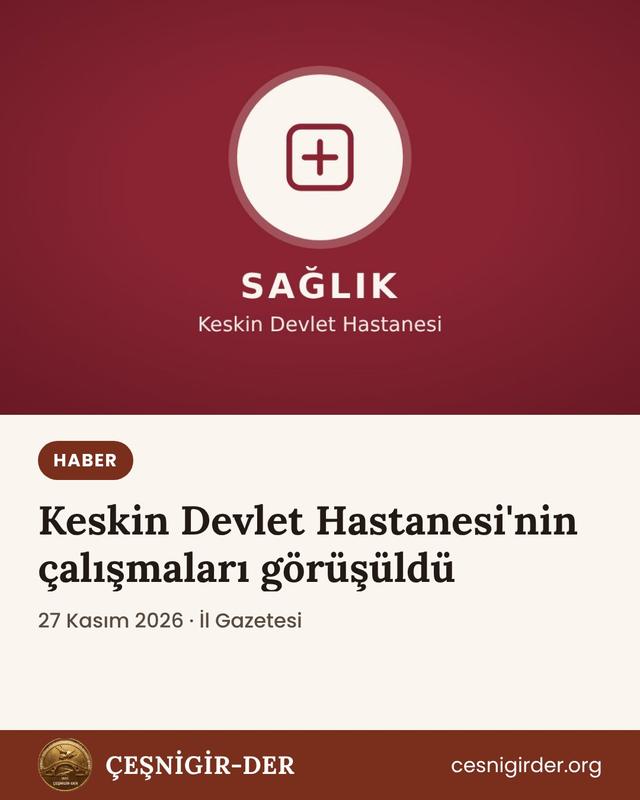 SAĞLIK
Keskin Devlet Hastanesi
HABER
Keskin Devlet Hastanesi'nin
çalışmaları görüşüldü
27 Kasım 2026 · İl Gazetesi
ÇEŞNİGİR-DER
cesnigirder.org